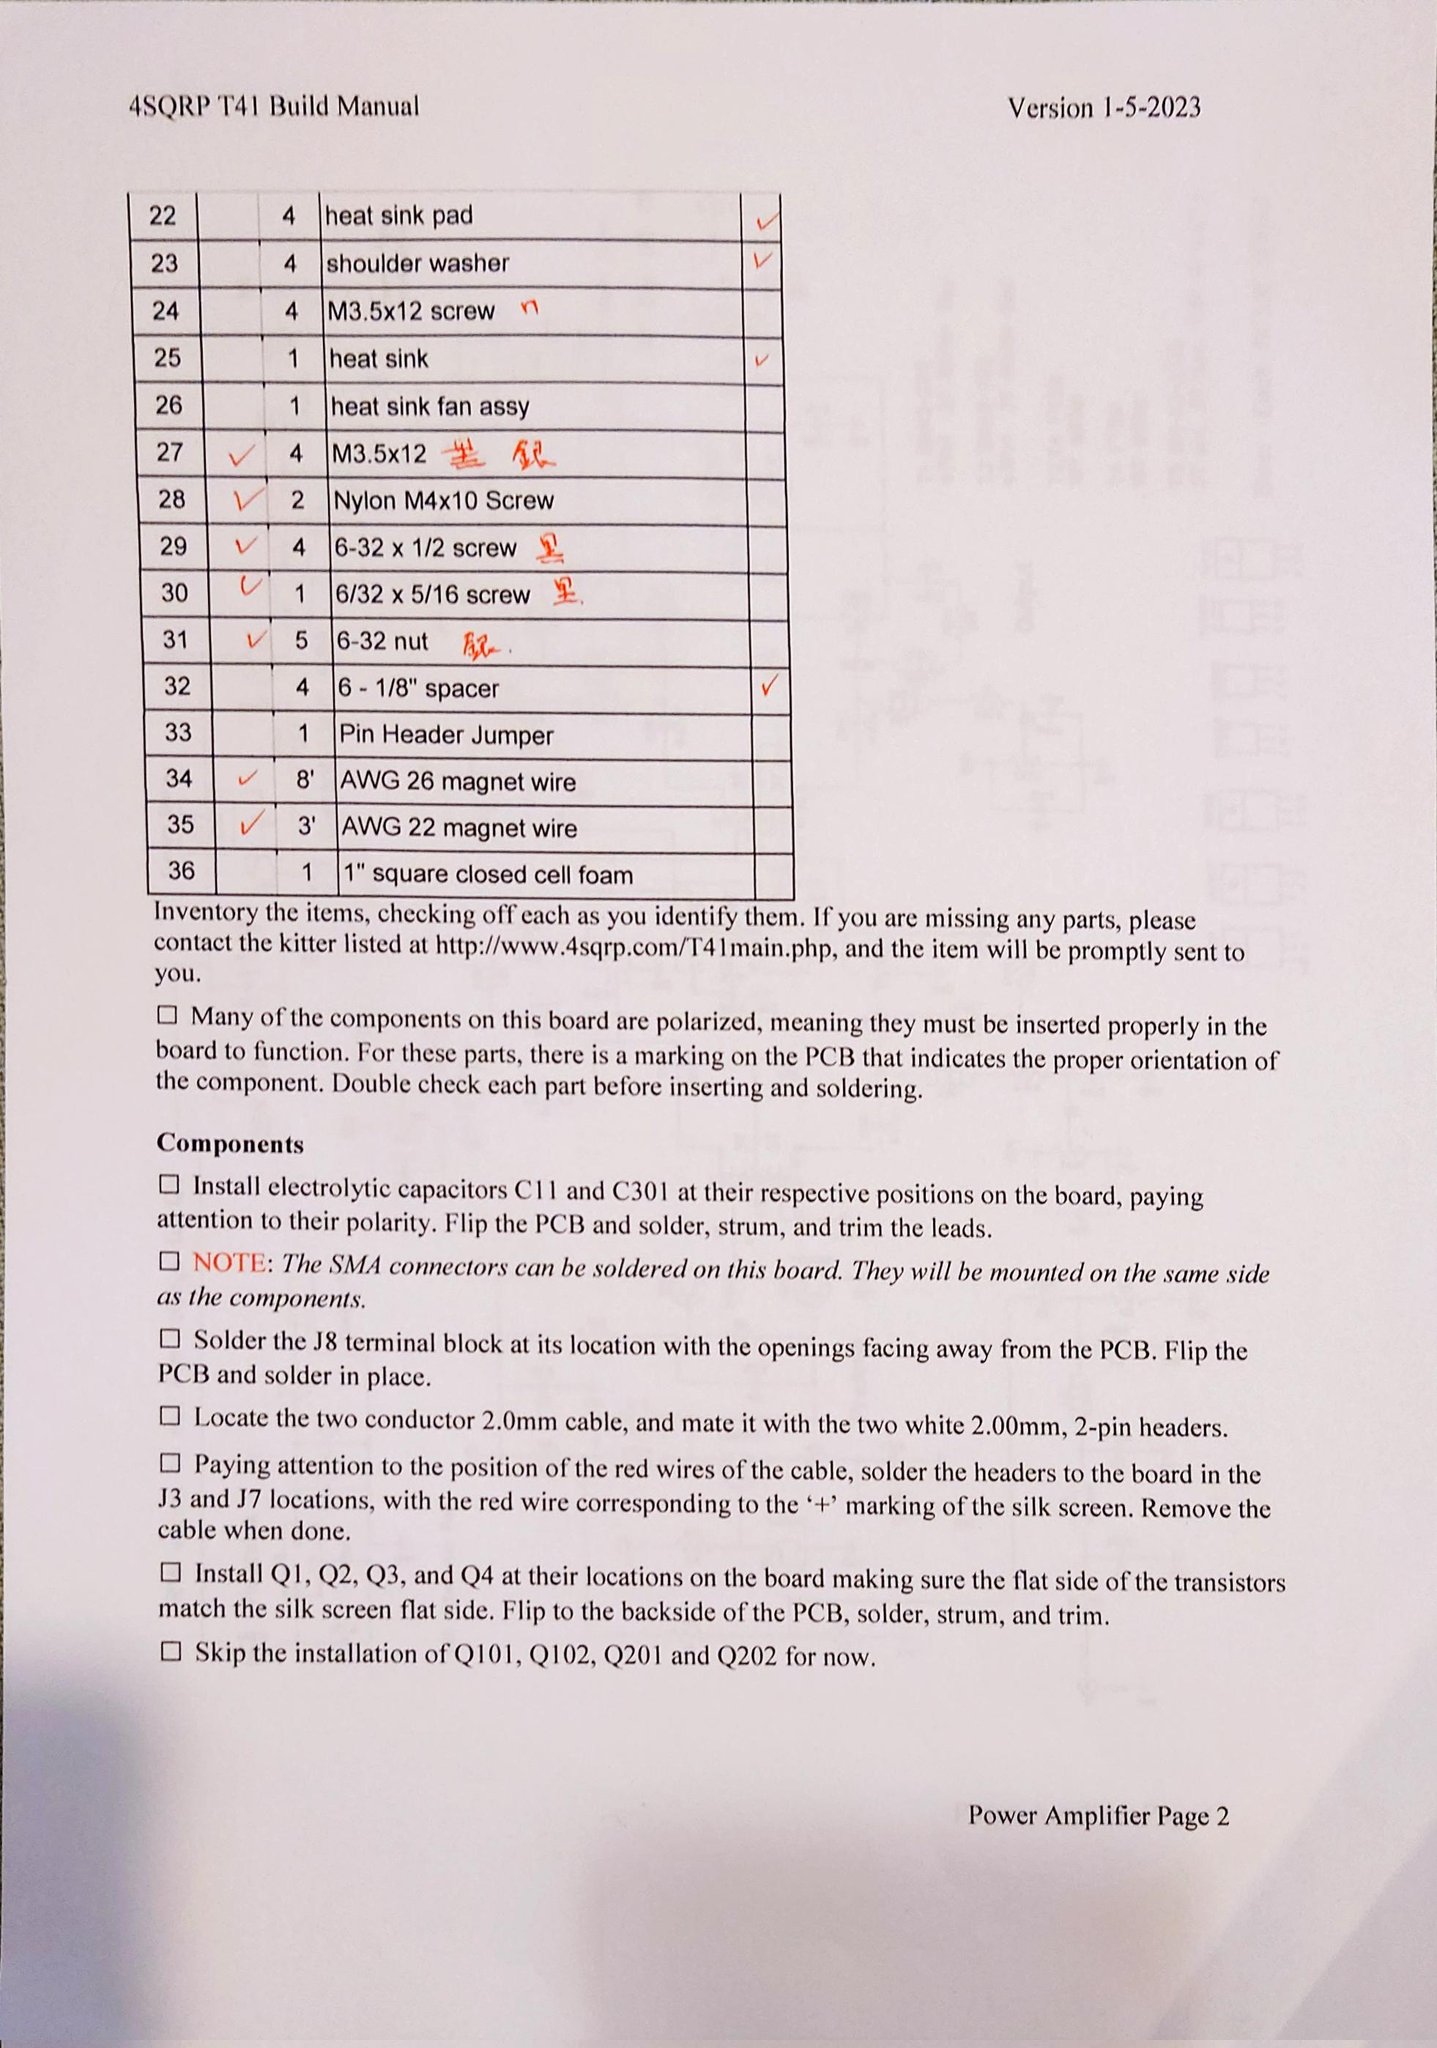 4SQRP T41 Build Manual Version 1-5-2023
22 4 heat sink pad ✓
23 4 shoulder washer ✓
24 4 M3.5x12 screw
25 1 heat sink ✓
26 1 heat sink fan assy
27 ✓ 4 M3.5x12 銀
28 ✓ 2 Nylon M4x10 Screw
29 ✓ 4 6-32 x 1/2 screw 黒
30 ✓ 1 6/32 x 5/16 screw 黒.
31 ✓ 5 6-32 nut 銀.
32 4 6 - 1/8" spacer ✓
33 1 Pin Header Jumper
34 ✓ 8' AWG 26 magnet wire
35 ✓ 3' AWG 22 magnet wire
36 1 1" square closed cell foam
Inventory the items, checking off each as you identify them. If you are missing any parts, please
contact the kitter listed at http://www.4sqrp.com/T41main.php, and the item will be promptly sent to
you.
☐ Many of the components on this board are polarized, meaning they must be inserted properly in the
board to function. For these parts, there is a marking on the PCB that indicates the proper orientation of
the component. Double check each part before inserting and soldering.
Components
☐ Install electrolytic capacitors C11 and C301 at their respective positions on the board, paying
attention to their polarity. Flip the PCB and solder, strum, and trim the leads.
☐ NOTE: The SMA connectors can be soldered on this board. They will be mounted on the same side
as the components.
☐ Solder the J8 terminal block at its location with the openings facing away from the PCB. Flip the
PCB and solder in place.
☐ Locate the two conductor 2.0mm cable, and mate it with the two white 2.00mm, 2-pin headers.
☐ Paying attention to the position of the red wires of the cable, solder the headers to the board in the
J3 and J7 locations, with the red wire corresponding to the ‘+’ marking of the silk screen. Remove the
cable when done.
☐ Install Q1, Q2, Q3, and Q4 at their locations on the board making sure the flat side of the transistors
match the silk screen flat side. Flip to the backside of the PCB, solder, strum, and trim.
☐ Skip the installation of Q101, Q102, Q201 and Q202 for now.
Power Amplifier Page 2